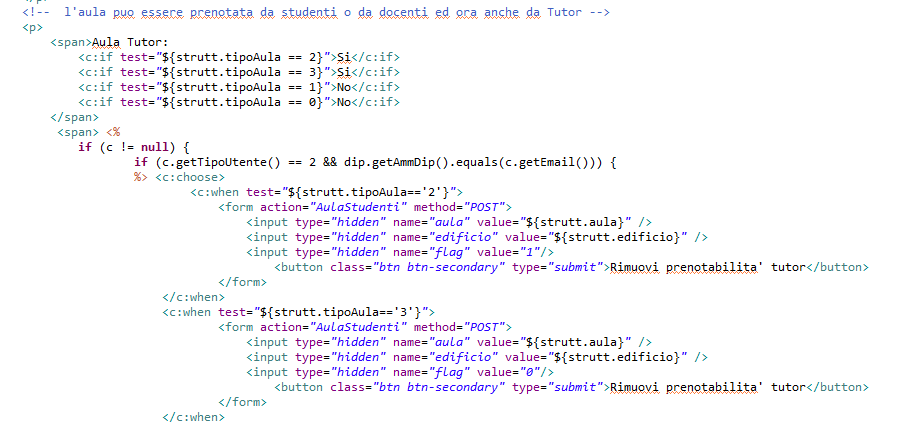 <!-- l'aula puo essere prenotata da studenti o da docenti ed ora anche da Tutor -->
<p>
<span>Aula Tutor:
<c:if test="${strutt.tipoAula == 2}">Si</c:if>
<c:if test="${strutt.tipoAula == 3}">Si</c:if>
<c:if test="${strutt.tipoAula == 1}">No</c:if>
<c:if test="${strutt.tipoAula == 0}">No</c:if>
</span>
<span> <%
if (c != null) {
if (c.getTipoUtente() == 2 && dip.getAmmDip().equals(c.getEmail())) {
%> <c:choose>
<c:when test="${strutt.tipoAula=='2'}">
<form action="AulaStudenti" method="POST">
<input type="hidden" name="aula" value="${strutt.aula}" />
<input type="hidden" name="edificio" value="${strutt.edificio}" />
<input type="hidden" name="flag" value="1"/>
<button class="btn btn-secondary" type="submit">Rimuovi prenotabilita' tutor</button>
</form>
</c:when>
<c:when test="${strutt.tipoAula=='3'}">
<form action="AulaStudenti" method="POST">
<input type="hidden" name="aula" value="${strutt.aula}" />
<input type="hidden" name="edificio" value="${strutt.edificio}" />
<input type="hidden" name="flag" value="0"/>
<button class="btn btn-secondary" type="submit">Rimuovi prenotabilita' tutor</button>
</form>
</c:when>